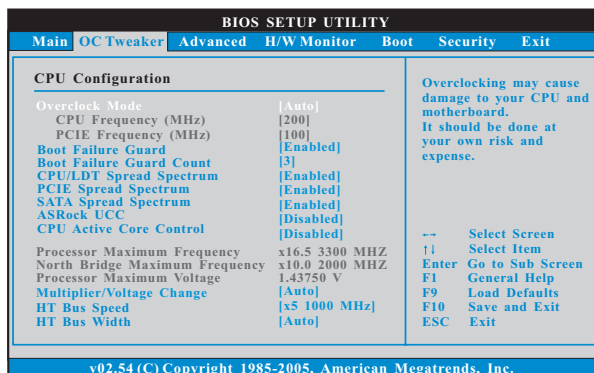 BIOS SETUP UTILITY
Main OC Tweaker Advanced H/W Monitor Boot Security Exit
CPU Configuration
Overclock Mode [Auto]
CPU Frequency (MHz) [200]
PCIE Frequency (MHz) [100]
Boot Failure Guard [Enabled]
Boot Failure Guard Count [3]
CPU/LDT Spread Spectrum [Enabled]
PCIE Spread Spectrum [Enabled]
SATA Spread Spectrum [Enabled]
ASRock UCC [Disabled]
CPU Active Core Control [Disabled]
Processor Maximum Frequency x16.5 3300 MHZ
North Bridge Maximum Frequency x10.0 2000 MHZ
Processor Maximum Voltage 1.43750 V
Multiplier/Voltage Change [Auto]
HT Bus Speed [x5 1000 MHz]
HT Bus Width [Auto]
Overclocking may cause
damage to your CPU and
motherboard.
It should be done at
your own risk and
expense.
←→ Select Screen
↑↓ Select Item
Enter Go to Sub Screen
F1 General Help
F9 Load Defaults
F10 Save and Exit
ESC Exit
v02.54 (C) Copyright 1985-2005, American Megatrends, Inc.